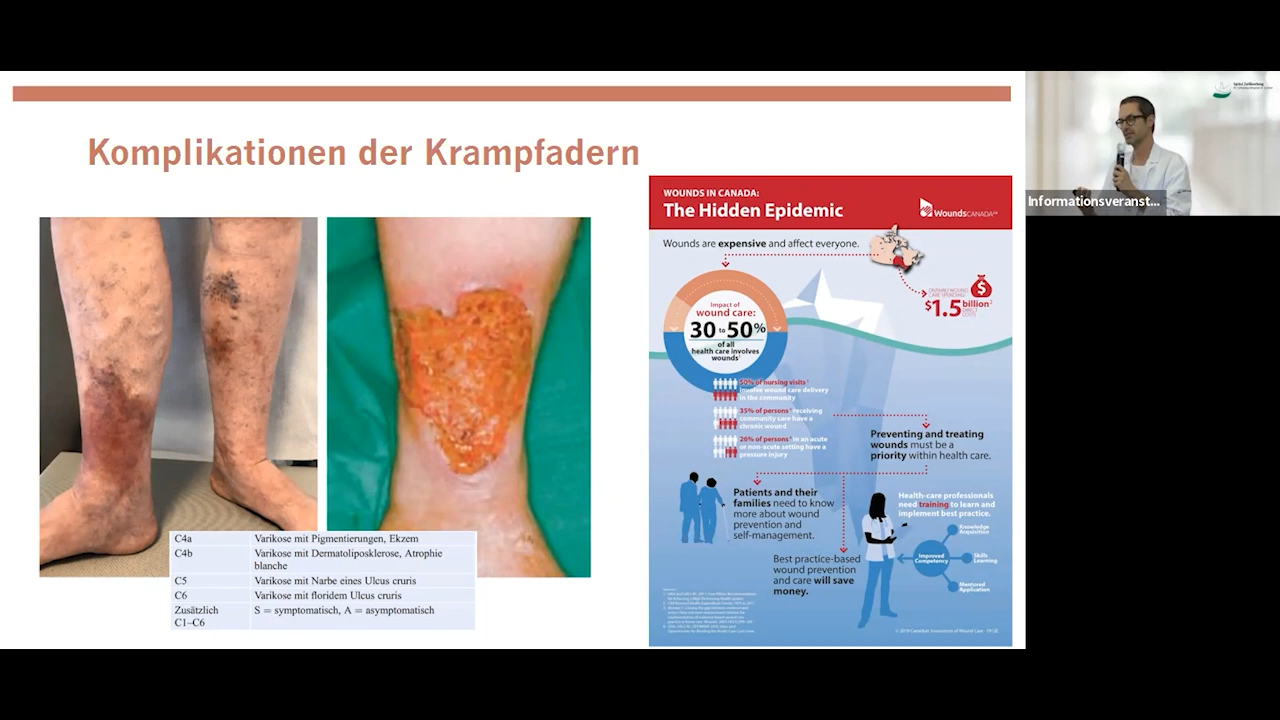 Komplikationen der Krampfadern
C4a Varikose mit Pigmentierungen, Ekzem
C4b Varikose mit Dermatoliposklerose, Atrophie
blanche
C5 Varikose mit Narbe eines Ulcus cruris
C6 Varikose mit floridem Ulcus cruris
Zusätzlich S = symptomatisch, A = asymptomatisch
C1–C6
WOUNDS IN CANADA:
The Hidden Epidemic
WoundsCANADA
Wounds are expensive and affect everyone.
$1.5 billion
Impact of
wound care:
30 to 50%
of all
health care involves
wounds
50% of nursing visits
involve wound care delivery
in the community
35% of persons receiving
community care have a
chronic wound
26% of persons in an acute
or non-acute setting have a
pressure injury
Preventing and treating
wounds must be a
priority within health care.
Patients and their
families need to know
more about wound
prevention and
self-management.
Health-care professionals
need training to learn and
implement best practice.
Knowledge
Acquisition
Improved
Competency
Skills
Learning
Mentored
Application
Best practice-based
wound prevention
and care will save
money.
Informationsveranst...